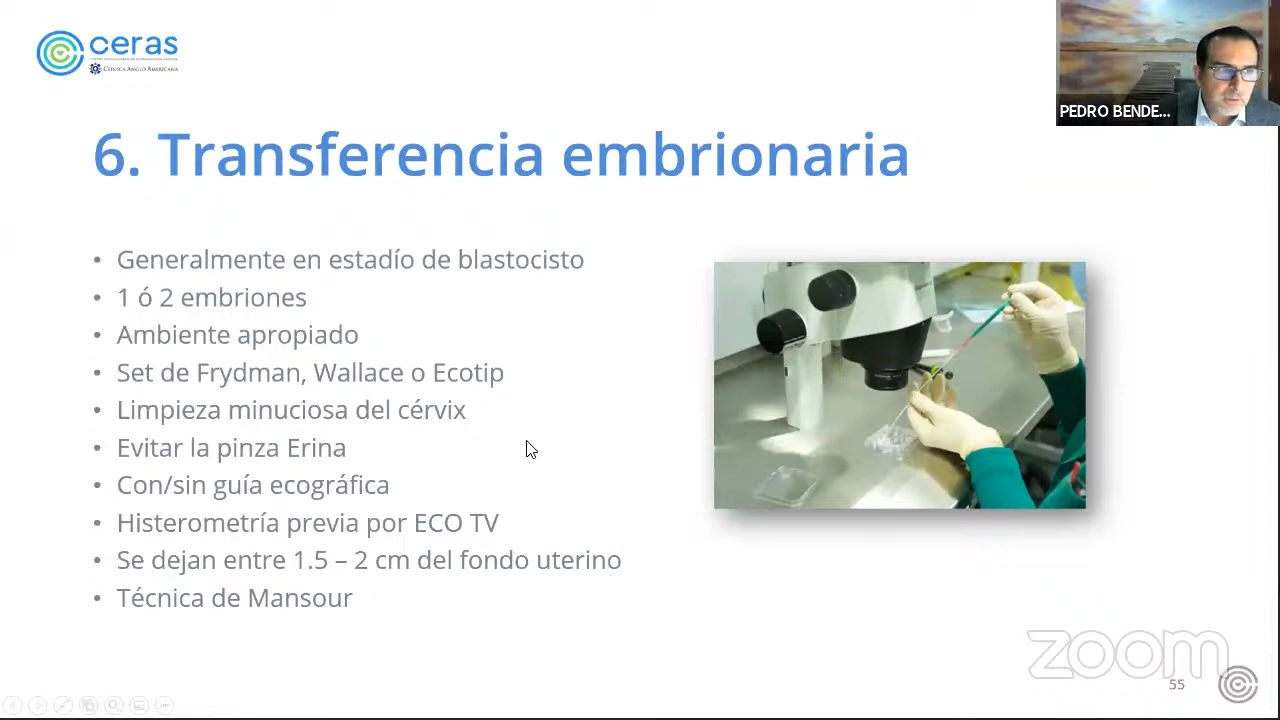 ceras
CLÍNICA ANGLO AMERICANA
PEDRO BENDE...
6. Transferencia embrionaria
• Generalmente en estadío de blastocisto
• 1 ó 2 embriones
• Ambiente apropiado
• Set de Frydman, Wallace o Ecotip
• Limpieza minuciosa del cérvix
• Evitar la pinza Erina
• Con/sin guía ecográfica
• Histerometría previa por ECO TV
• Se dejan entre 1.5 – 2 cm del fondo uterino
• Técnica de Mansour
zoom
55